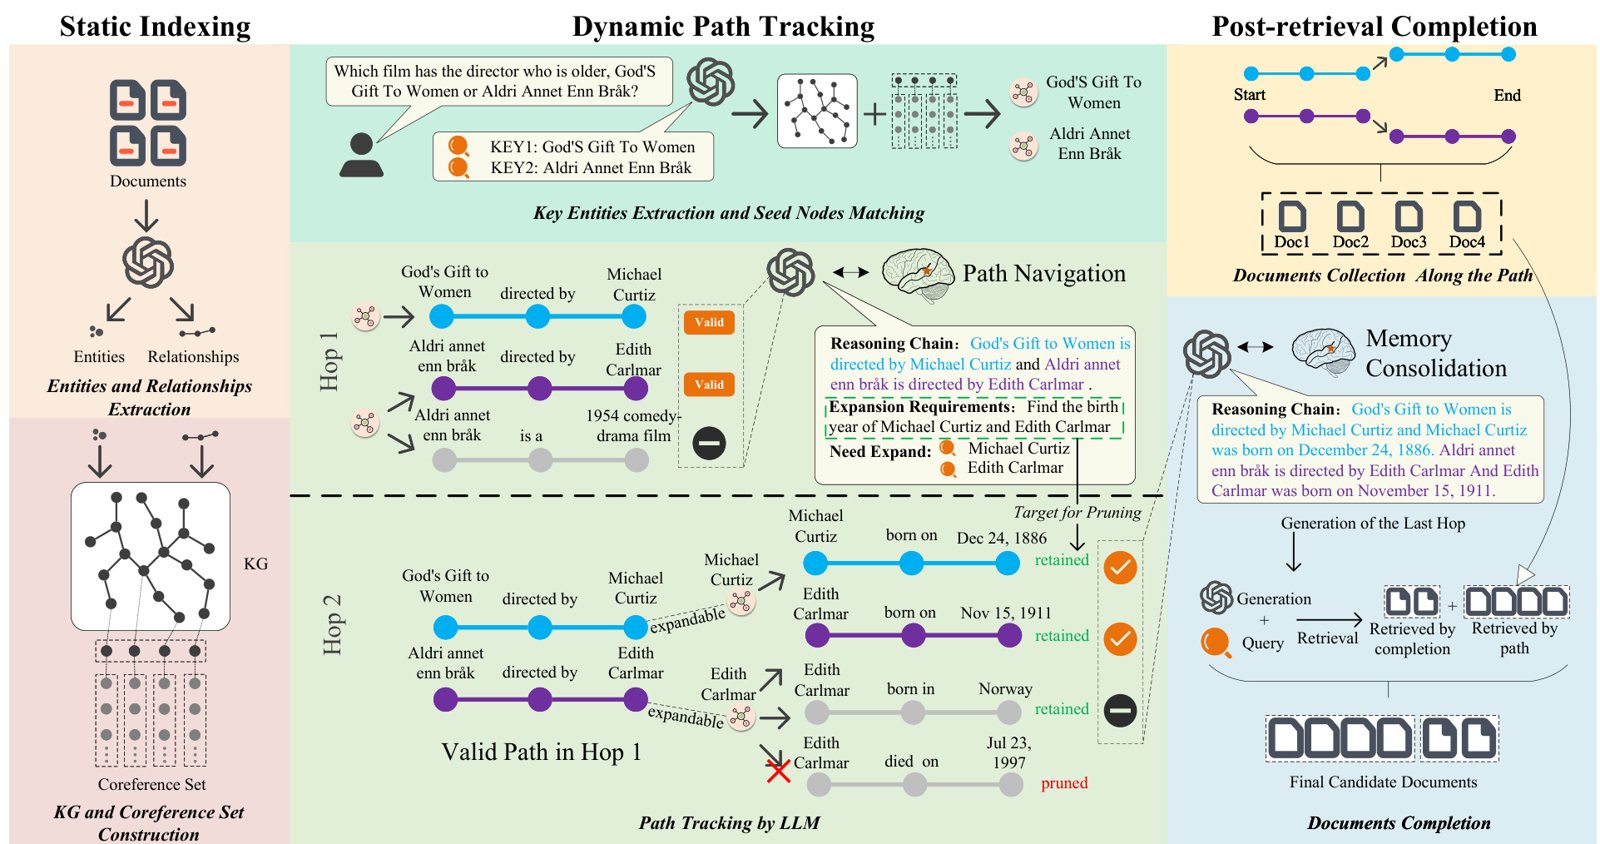 Static Indexing
Documents
Entities
Relationships
Entities and Relationships
Extraction
KG
Coreference Set
KG and Coreference Set
Construction
Dynamic Path Tracking
Which film has the director who is older, God'S
Gift To Women or Aldri Annet Enn Bråk?
KEY1: God'S Gift To Women
KEY2: Aldri Annet Enn Bråk
God'S Gift To
Women
Aldri Annet
Enn Bråk
Key Entities Extraction and Seed Nodes Matching
Hop 1
God's Gift to
Women
directed by
Michael
Curtiz
Aldri annet
enn bråk
directed by
Edith
Carlmar
Aldri annet
enn bråk
is a
1954 comedy-
drama film
Valid
Valid
Path Navigation
Reasoning Chain: God's Gift to Women is
directed by Michael Curtiz and Aldri annet
enn bråk is directed by Edith Carlmar .
Expansion Requirements: Find the birth
year of Michael Curtiz and Edith Carlmar
Need Expand:
Michael Curtiz
Edith Carlmar
Target for Pruning
Hop 2
God's Gift to
Women
directed by
Michael
Curtiz
expandable
Michael
Curtiz
Aldri annet
enn bråk
directed by
Edith
Carlmar
expandable
Edith
Carlmar
Valid Path in Hop 1
Michael
Curtiz
born on
Dec 24, 1886
retained
Edith
Carlmar
born on
Nov 15, 1911
retained
Edith
Carlmar
born in
Norway
retained
Edith
Carlmar
died on
Jul 23,
1997
pruned
Path Tracking by LLM
Post-retrieval Completion
Start
End
Doc1
Doc2
Doc3
Doc4
Documents Collection Along the Path
Memory
Consolidation
Reasoning Chain: God's Gift to Women is
directed by Michael Curtiz and Michael Curtiz
was born on December 24, 1886. Aldri annet
enn bråk is directed by Edith Carlmar And Edith
Carlmar was born on November 15, 1911.
Generation of the Last Hop
Generation
+
Query
Retrieval
Retrieved by
completion
+
Retrieved by
path
Final Candidate Documents
Documents Completion